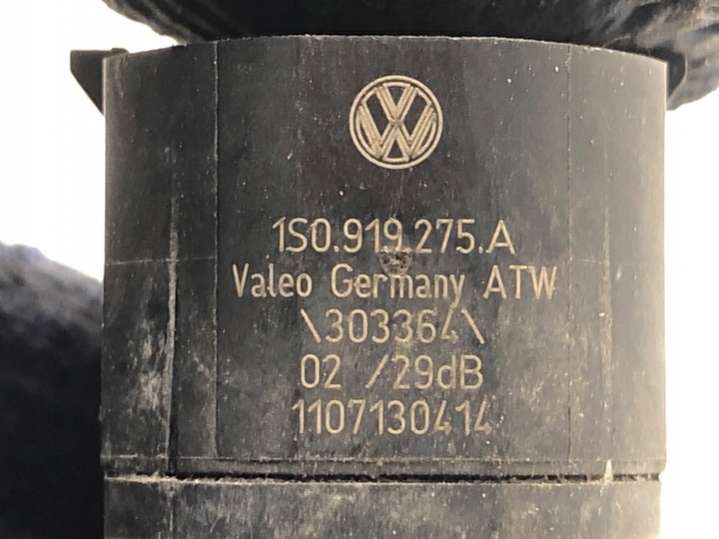 1S0.919.275.A
Valeo Germany ATW
\303364\
02 /29dB
1107130414